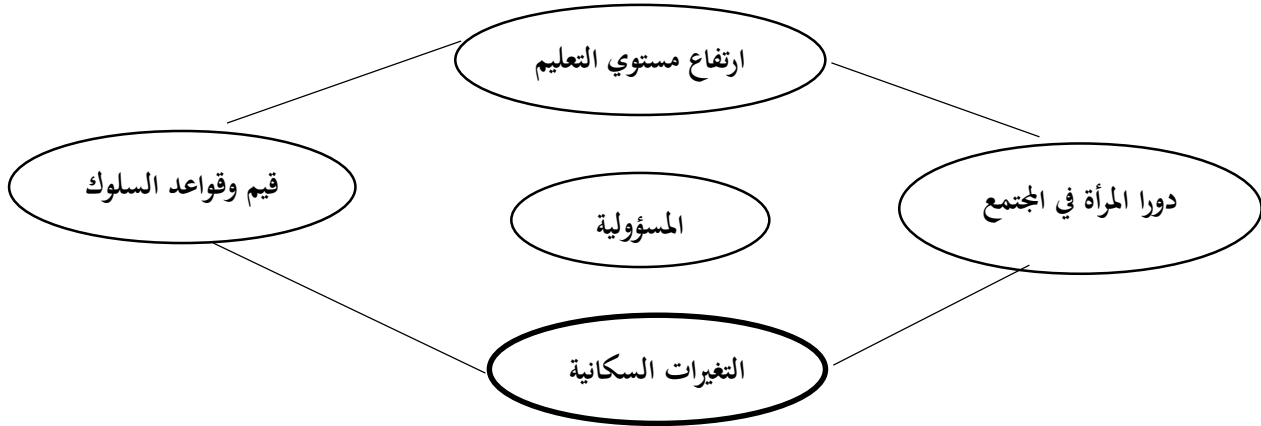 ارتفاع مستوي التعليم
دورا المرأة في المجتمع
قيم وقواعد السلوك
المسؤولية
التغيرات السكانية